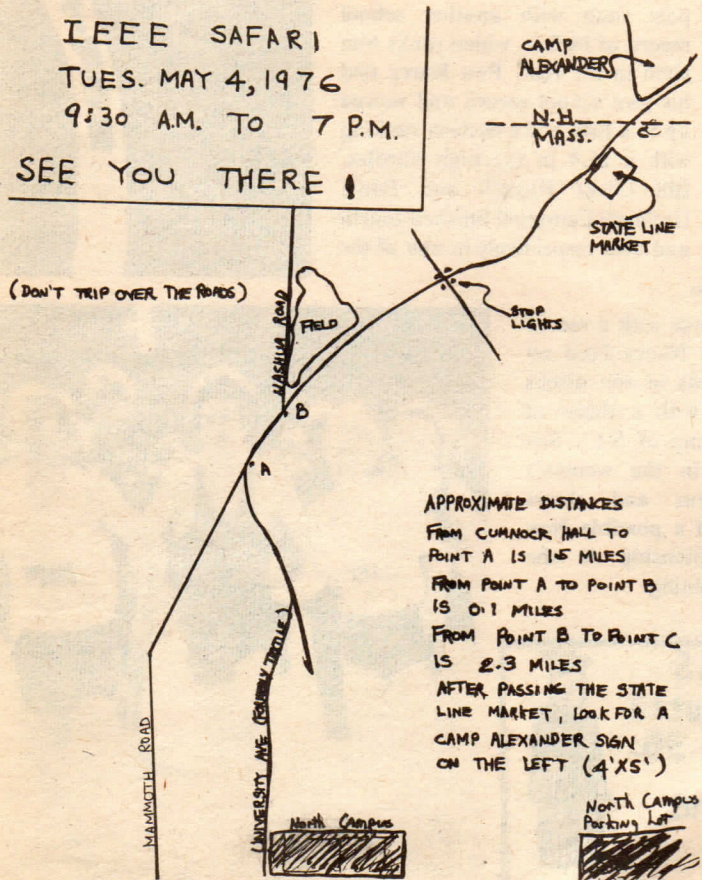 IEEE SAFARI
TUES. MAY 4, 1976
9:30 A.M. TO 7 P.M.
SEE YOU THERE !
CAMP
ALEXANDER
N.H
MASS.
C
STATE LINE
MARKET
(DON'T TRIP OVER THE ROADS)
NASHUA ROAD
FIELD
STOP
LIGHTS
B
A
APPROXIMATE DISTANCES
FROM CUMNOCK HALL TO
POINT A IS 1.5 MILES
FROM POINT A TO POINT B
IS 0.1 MILES
FROM POINT B TO POINT C
IS 2.3 MILES
AFTER PASSING THE STATE
LINE MARKET, LOOK FOR A
CAMP ALEXANDER SIGN
ON THE LEFT (4'X5')
MAMMOTH ROAD
UNIVERSITY AVE (FORMERLY TEXTILE)
North Campus
North Campus
Parking Lot